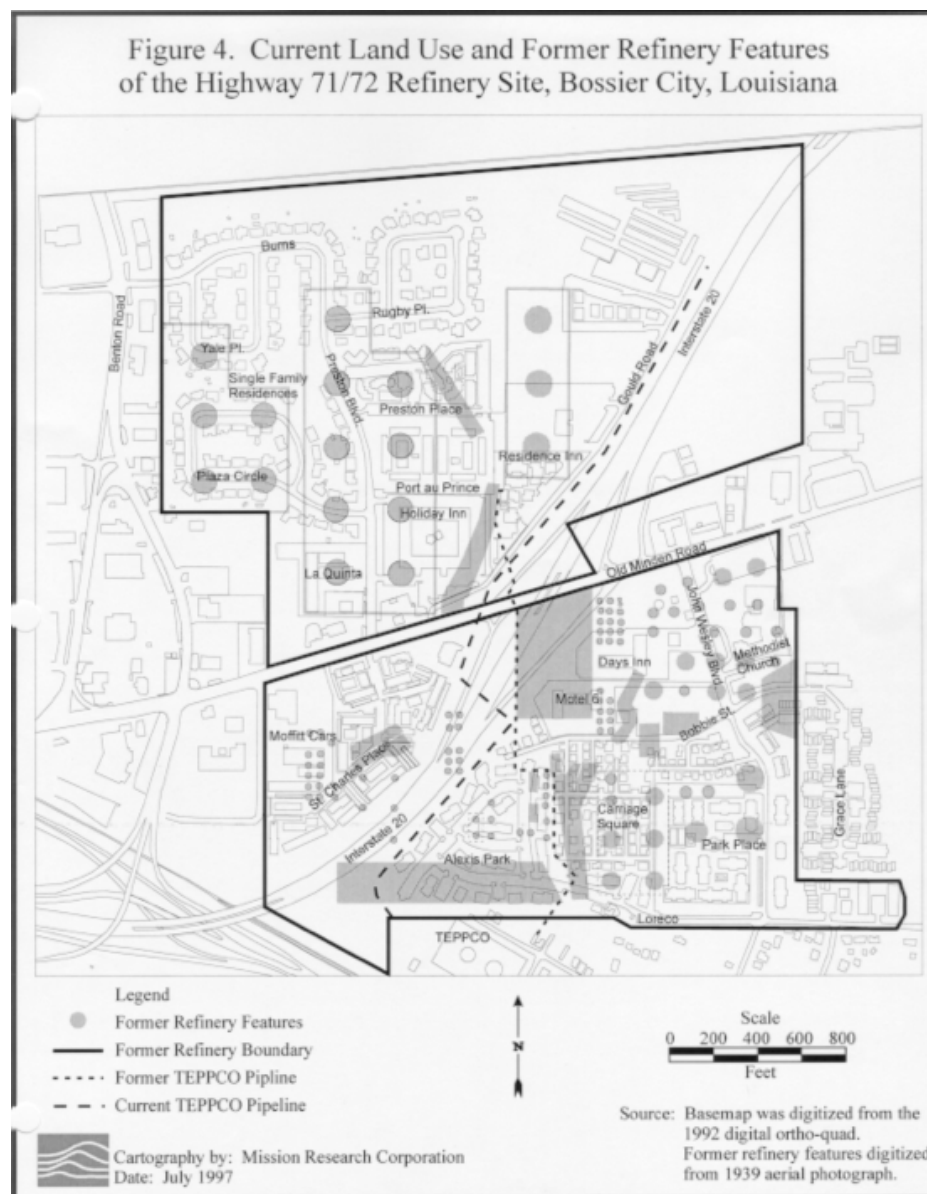 Figure 4. Current Land Use and Former Refinery Features
of the Highway 71/72 Refinery Site, Bossier City, Louisiana
Burns
Benton Road
Rugby Pl.
Interstate 20
Yale Pl.
Single Family
Residences
Preston Blvd.
Gould Road
Preston Place
Residence Inn
Plaza Circle
Port au Prince
Holiday Inn
La Quinta
Old Minden Road
John Wesley Blvd.
Methodist
Church
Days Inn
Motel 6
Bobbie St.
Moffitt Cars
St. Charles Place
Grace Lane
Carriage
Square
Interstate 20
Park Place
Alexis Park
Loreco
TEPPCO
Legend
Former Refinery Features
Former Refinery Boundary
Former TEPPCO Pipline
Current TEPPCO Pipeline
N
Scale
0 200 400 600 800
Feet
Source: Basemap was digitized from the
1992 digital ortho-quad.
Former refinery features digitized
from 1939 aerial photograph.
Cartography by: Mission Research Corporation
Date: July 1997